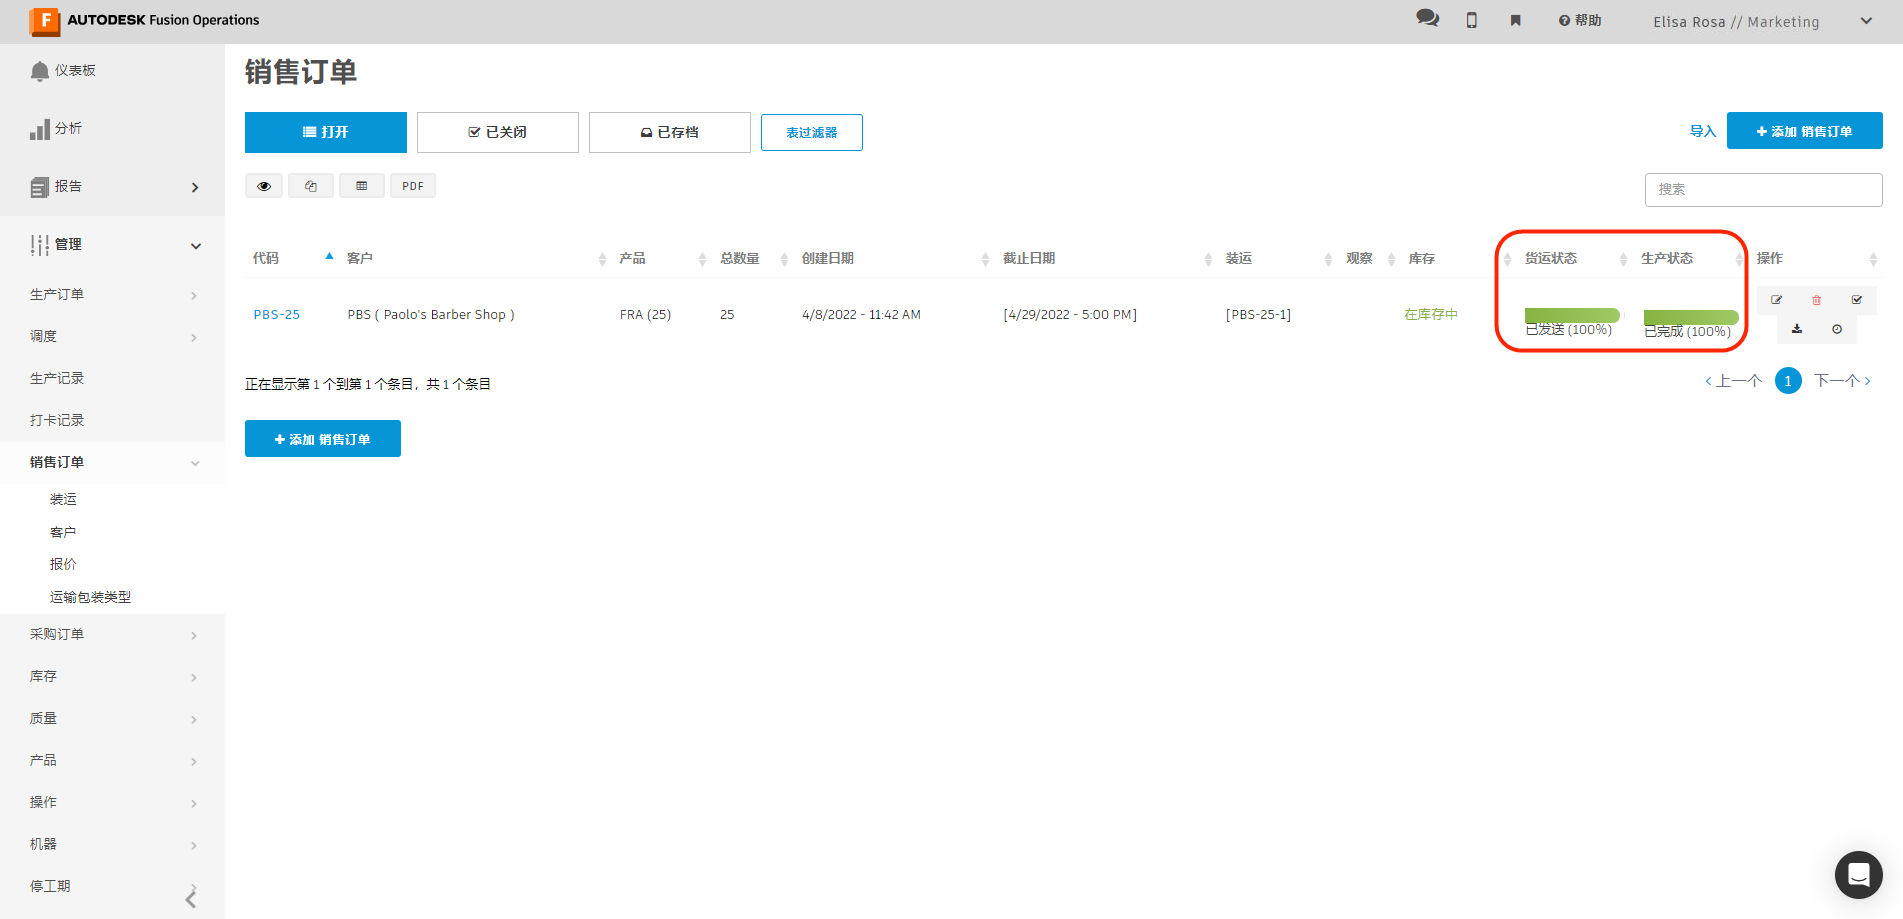 F AUTODESK Fusion Operations
帮助
Elisa Rosa // Marketing
仪表板
分析
报告
管理
生产订单
调度
生产记录
打卡记录
销售订单
装运
客户
报价
运输包装类型
采购订单
库存
质量
产品
操作
机器
停工期
销售订单
打开
已关闭
已存档
表过滤器
导入
+ 添加 销售订单
PDF
搜索
代码 客户 产品 总数量 创建日期 截止日期 装运 观察 库存 货运状态 生产状态 操作
PBS-25 PBS ( Paolo's Barber Shop ) FRA (25) 25 4/8/2022 - 11:42 AM [4/29/2022 - 5:00 PM] [PBS-25-1] 在库存中
已发送 (100%) 已完成 (100%)
正在显示第 1 个到第 1 个条目，共 1 个条目
‹ 上一个 1 下一个 ›
+ 添加 销售订单